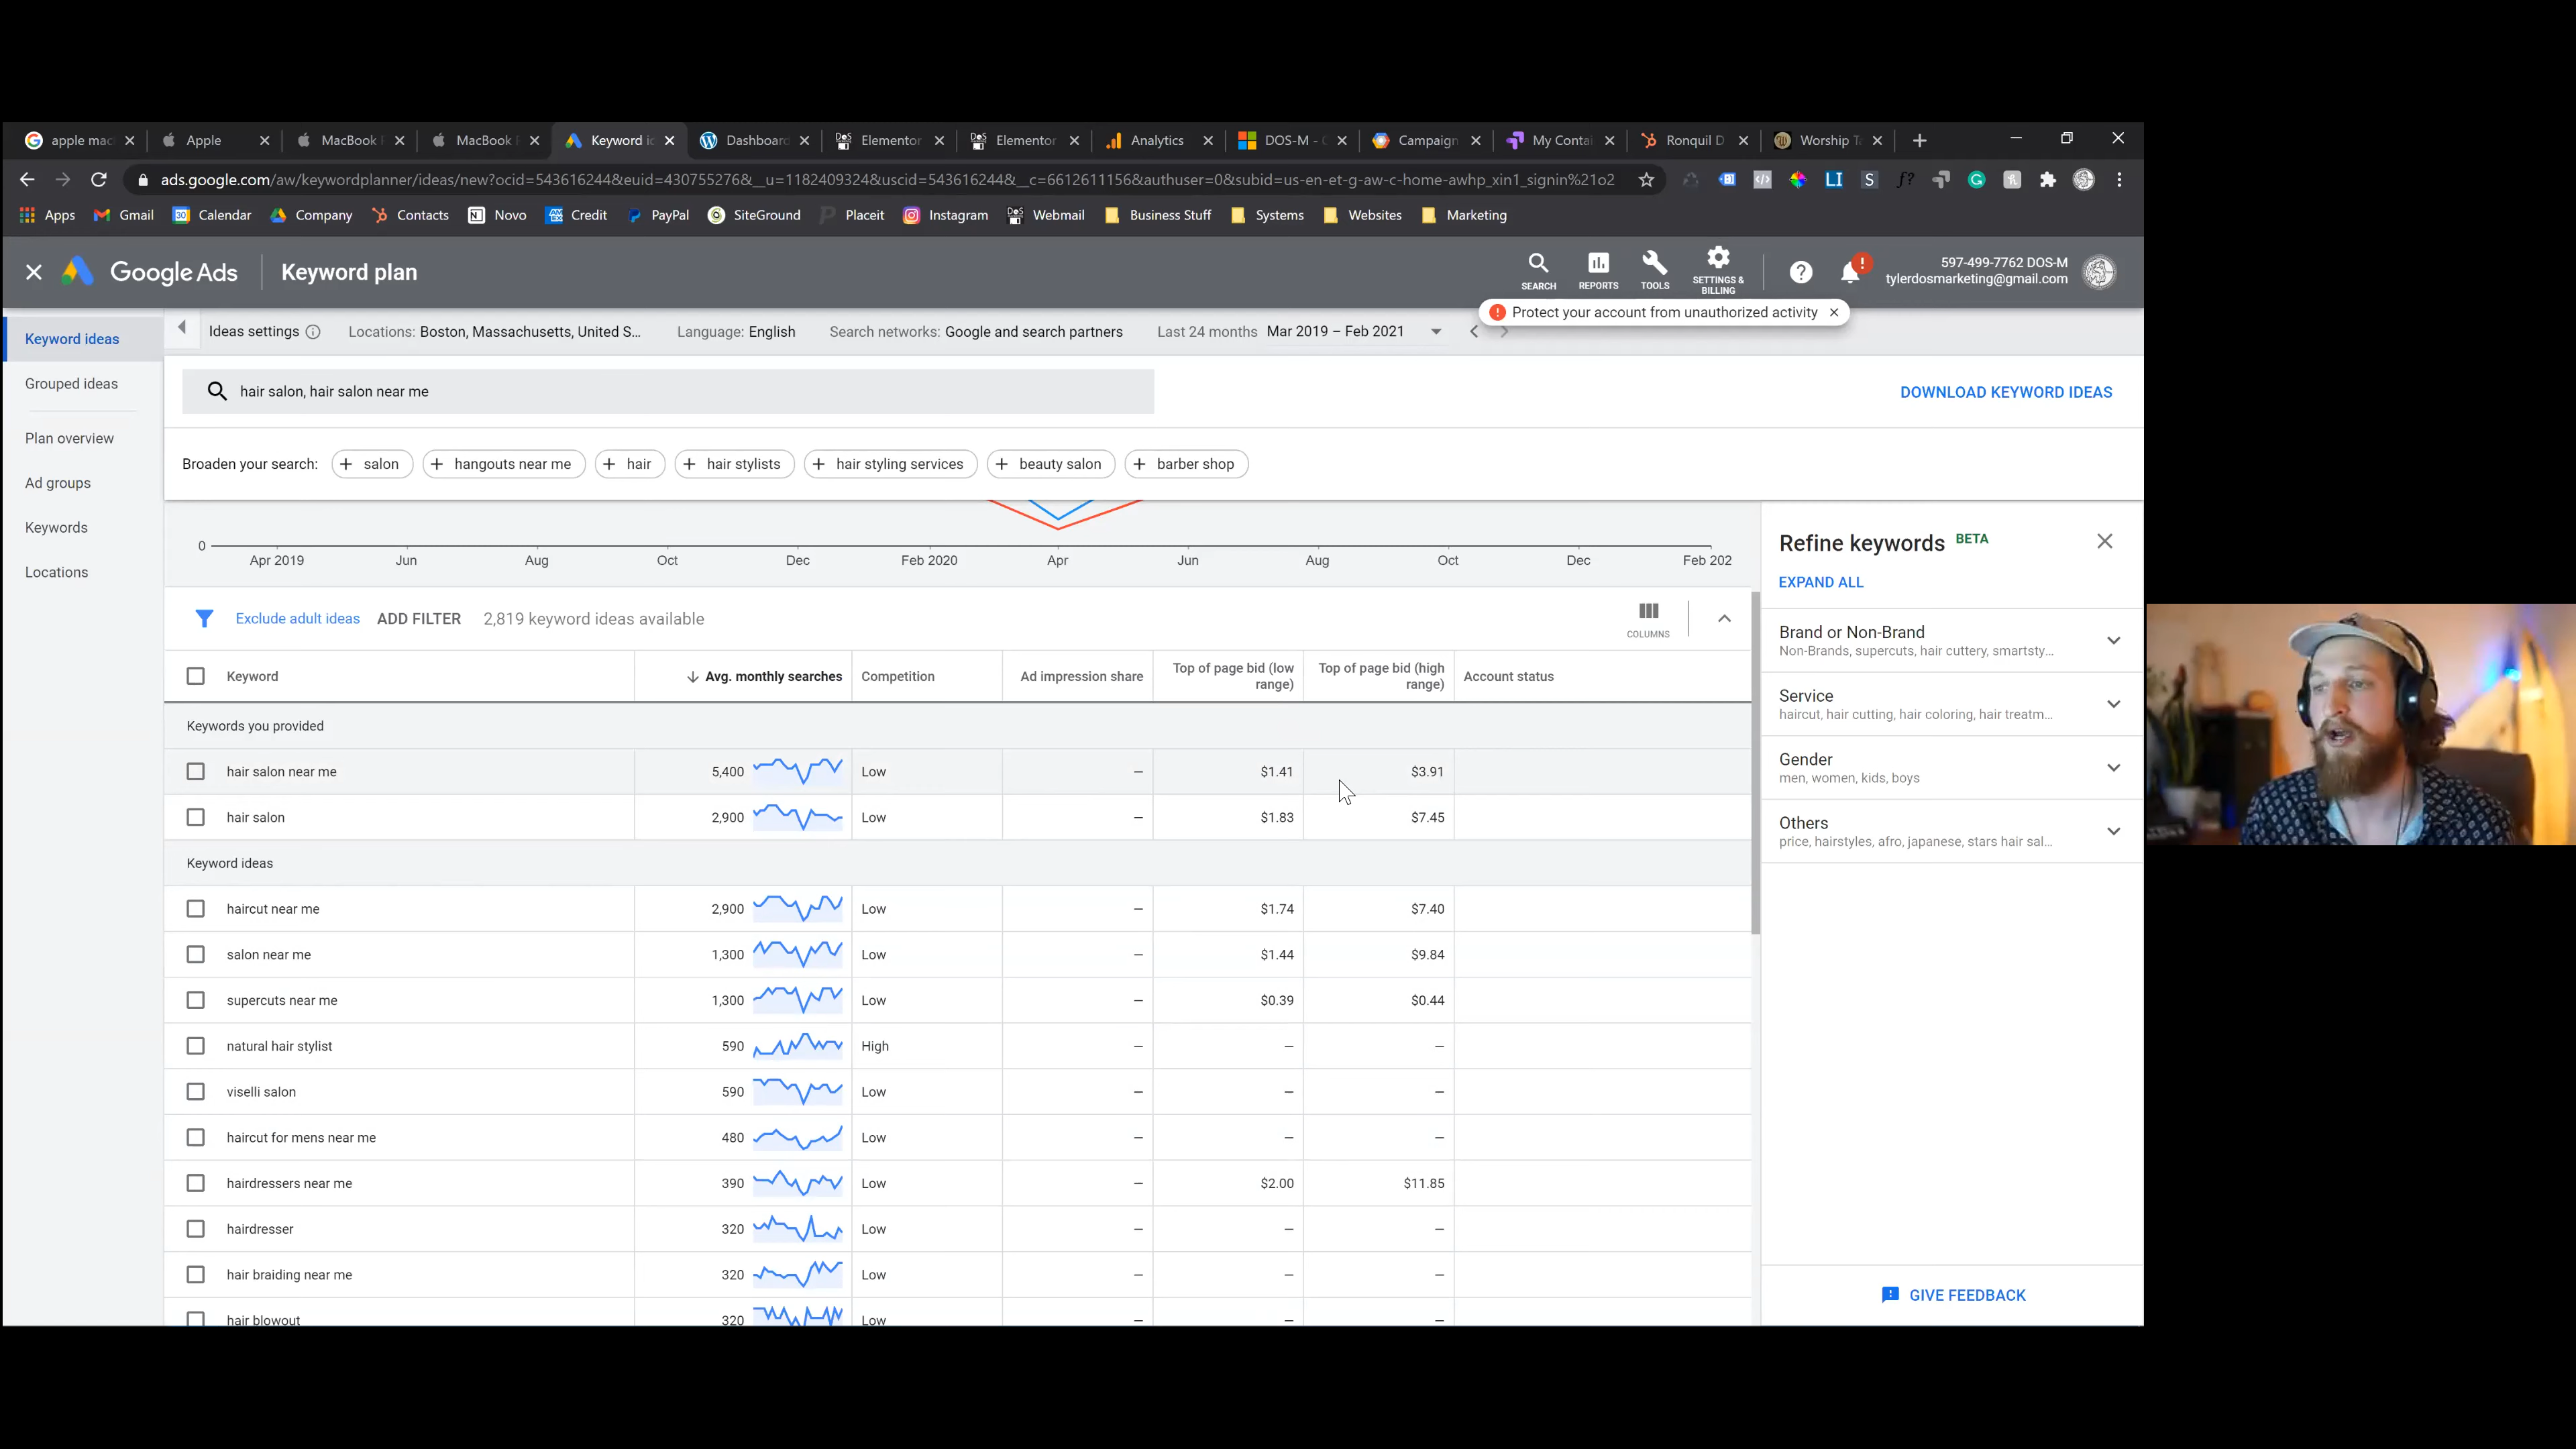 apple mac
Apple
MacBook
MacBook
Keyword
Dashboard
Elementor
Elementor
Analytics
DOS-M -
Campaign
My Contai
Ronquil D
Worship
ads.google.com/aw/keywordplanner/ideas/new?ocid=543616244&euid=430755276&__u=1182409324&uscid=543616244&__c=6612611156&authuser=0&subid=us-en-et-g-aw-c-home-awhp_xin1_signin%21o2
Apps
Gmail
Calendar
Company
Contacts
Novo
Credit
PayPal
SiteGround
Placeit
Instagram
Webmail
Business Stuff
Systems
Websites
Marketing
Google Ads
Keyword plan
SEARCH
REPORTS
TOOLS
SETTINGS &
BILLING
597-499-7762 DOS-M
tylerdosmarketing@gmail.com
Protect your account from unauthorized activity
Keyword ideas
Grouped ideas
Plan overview
Ad groups
Keywords
Locations
Ideas settings
Locations: Boston, Massachusetts, United S...
Language: English
Search networks: Google and search partners
Last 24 months Mar 2019 – Feb 2021
hair salon, hair salon near me
DOWNLOAD KEYWORD IDEAS
Broaden your search:
salon
hangouts near me
hair
hair stylists
hair styling services
beauty salon
barber shop
0
Apr 2019
Jun
Aug
Oct
Dec
Feb 2020
Apr
Jun
Aug
Oct
Dec
Feb 202
Exclude adult ideas
ADD FILTER
2,819 keyword ideas available
COLUMNS
Keyword
Avg. monthly searches
Competition
Ad impression share
Top of page bid (low
range)
Top of page bid (high
range)
Account status
Keywords you provided
hair salon near me 5,400 Low – $1.41 $3.91
hair salon 2,900 Low – $1.83 $7.45
Keyword ideas
haircut near me 2,900 Low – $1.74 $7.40
salon near me 1,300 Low – $1.44 $9.84
supercuts near me 1,300 Low – $0.39 $0.44
natural hair stylist 590 High – – –
viselli salon 590 Low – – –
haircut for mens near me 480 Low – – –
hairdressers near me 390 Low – $2.00 $11.85
hairdresser 320 Low – – –
hair braiding near me 320 Low – – –
hair blowout 320 Low – – –
Refine keywords BETA
EXPAND ALL
Brand or Non-Brand
Non-Brands, supercuts, hair cuttery, smartsty...
Service
haircut, hair cutting, hair coloring, hair treatm...
Gender
men, women, kids, boys
Others
price, hairstyles, afro, japanese, stars hair sal...
GIVE FEEDBACK